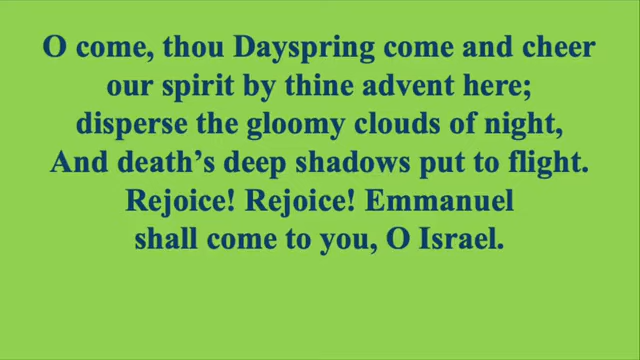 O come, thou Dayspring come and cheer
our spirit by thine advent here;
disperse the gloomy clouds of night,
And death’s deep shadows put to flight.
Rejoice! Rejoice! Emmanuel
shall come to you, O Israel.